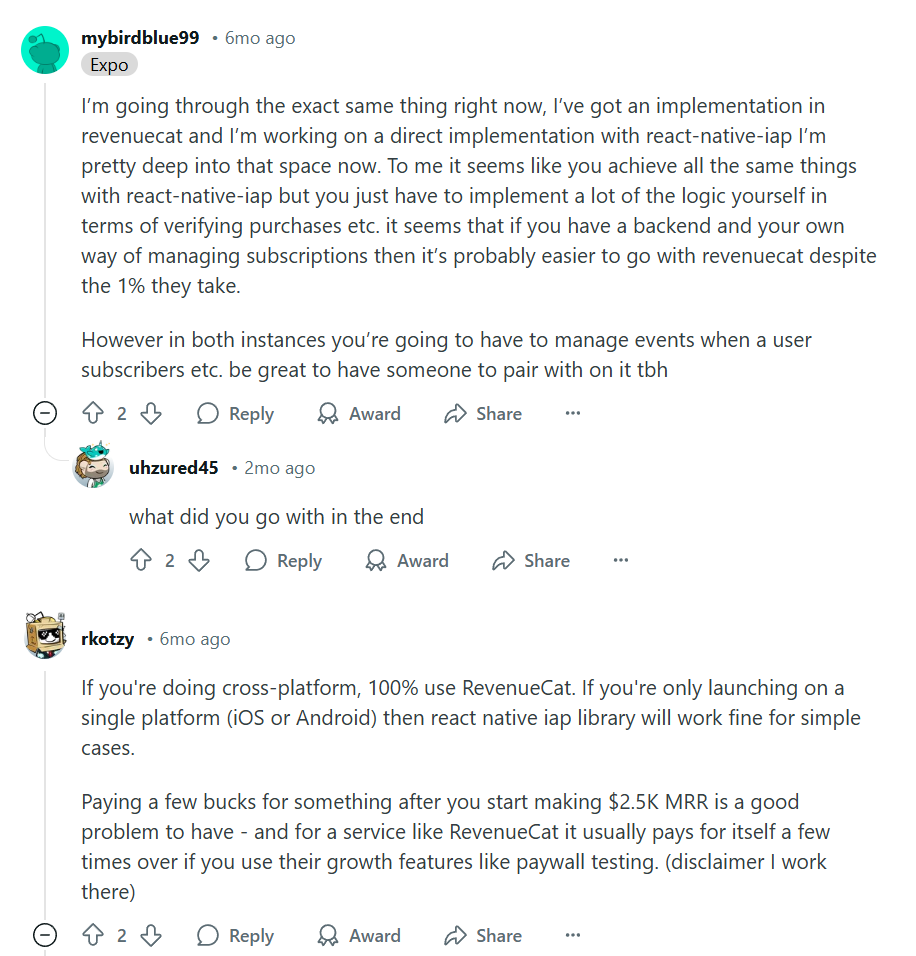 mybirdblue99 • 6mo ago
Expo
I’m going through the exact same thing right now, I’ve got an implementation in
revenuecat and I’m working on a direct implementation with react-native-iap I’m
pretty deep into that space now. To me it seems like you achieve all the same things
with react-native-iap but you just have to implement a lot of the logic yourself in
terms of verifying purchases etc. it seems that if you have a backend and your own
way of managing subscriptions then it’s probably easier to go with revenuecat despite
the 1% they take.
However in both instances you’re going to have to manage events when a user
subscribers etc. be great to have someone to pair with on it tbh
2 Reply Award Share ...
uhzured45 • 2mo ago
what did you go with in the end
2 Reply Award Share ...
rkotzy • 6mo ago
If you're doing cross-platform, 100% use RevenueCat. If you're only launching on a
single platform (iOS or Android) then react native iap library will work fine for simple
cases.
Paying a few bucks for something after you start making $2.5K MRR is a good
problem to have - and for a service like RevenueCat it usually pays for itself a few
times over if you use their growth features like paywall testing. (disclaimer I work
there)
2 Reply Award Share ...